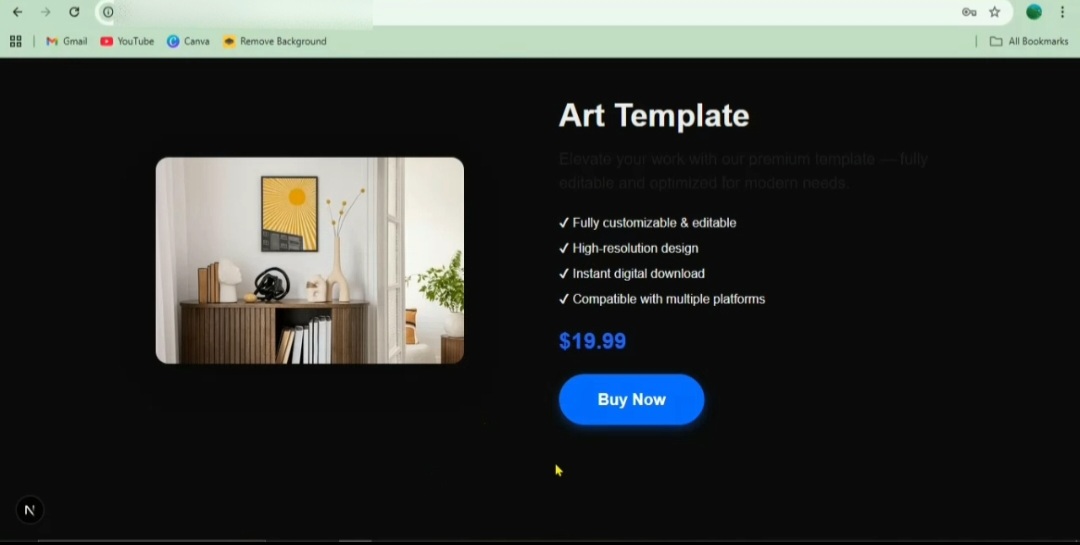 Gmail
YouTube
Canva
Remove Background
All Bookmarks
Art Template
Elevate your work with our premium template — fully
editable and optimized for modern needs.
✓ Fully customizable & editable
✓ High-resolution design
✓ Instant digital download
✓ Compatible with multiple platforms
$19.99
Buy Now
N